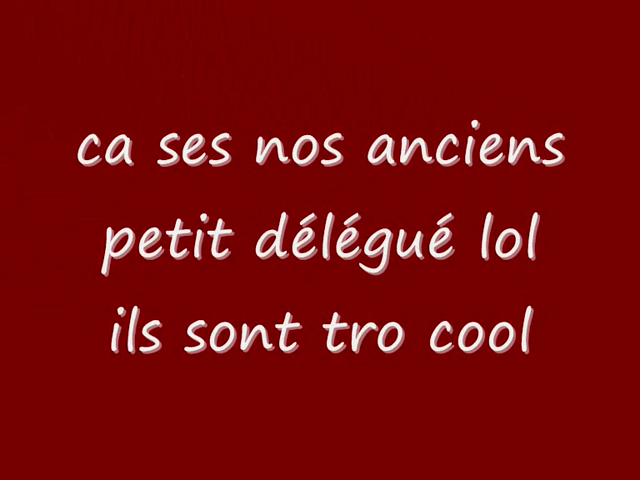 ca ses nos anciens
petit délégué lol
ils sont tro cool